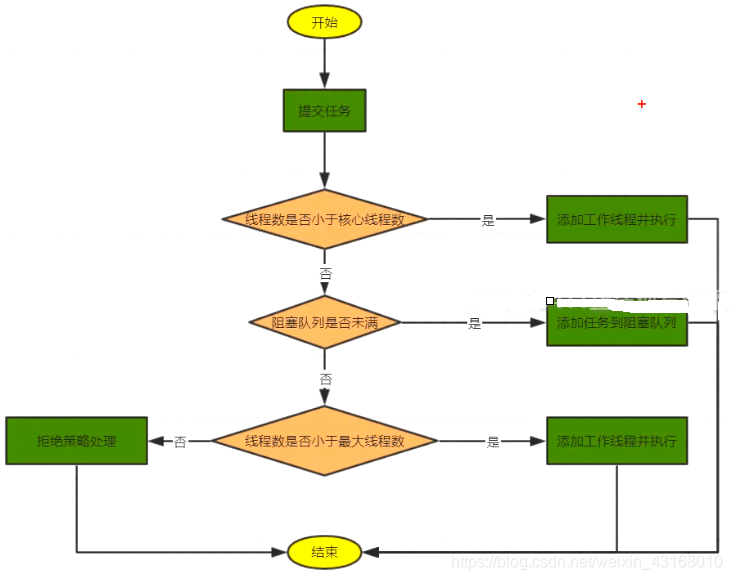 开始
提交任务
线程数是否小于核心线程数
是
添加工作线程并执行
否
阻塞队列是否未满
是
添加任务到阻塞队列
否
拒绝策略处理
否
线程数是否小于最大线程数
是
添加工作线程并执行
结束
https://blog.csdn.net/weixin_43168010